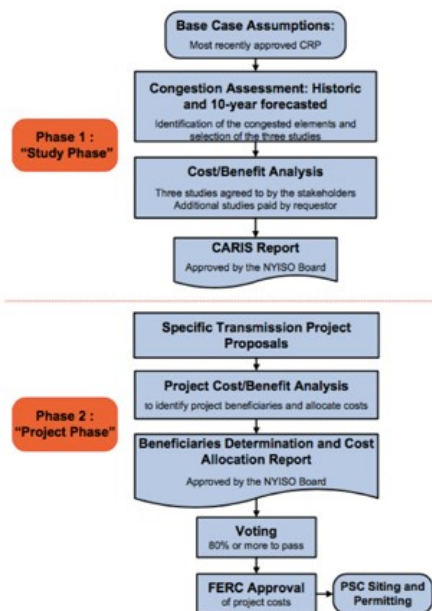 Base Case Assumptions:
Most recently approved CRP
Congestion Assessment: Historic
and 10-year forecasted
Identification of the congested elements and
selection of the three studies
Phase 1 :
"Study Phase"
Cost/Benefit Analysis
Three studies agreed to by the stakeholders
Additional studies paid by requestor
CARIS Report
Approved by the NYISO Board
Specific Transmission Project
Proposals
Project Cost/Benefit Analysis
to identify project beneficiaries and allocate costs
Phase 2 :
"Project Phase"
Beneficiaries Determination and Cost
Allocation Report
Approved by the NYISO Board
Voting
80% or more to pass
FERC Approval
of project costs
PSC Siting and
Permitting